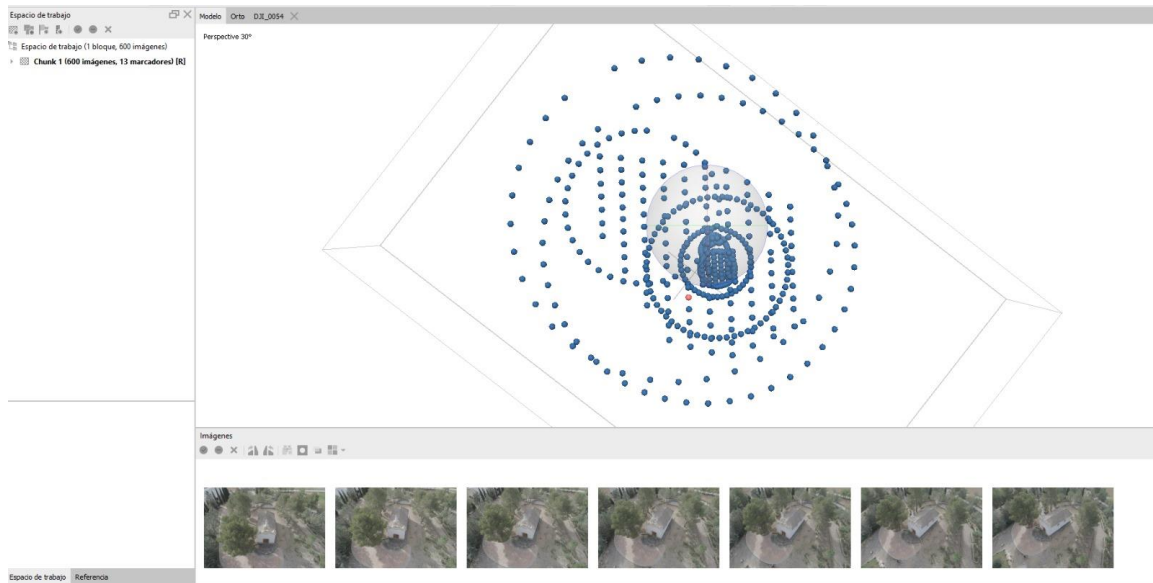 Espacio de trabajo
Espacio de trabajo (1 bloque, 600 imágenes)
Chunk 1 (600 imágenes, 13 marcadores) [R]
Modelo Orto DJI_0054
Perspective 30°
Imágenes
Espacio de trabajo Referencia